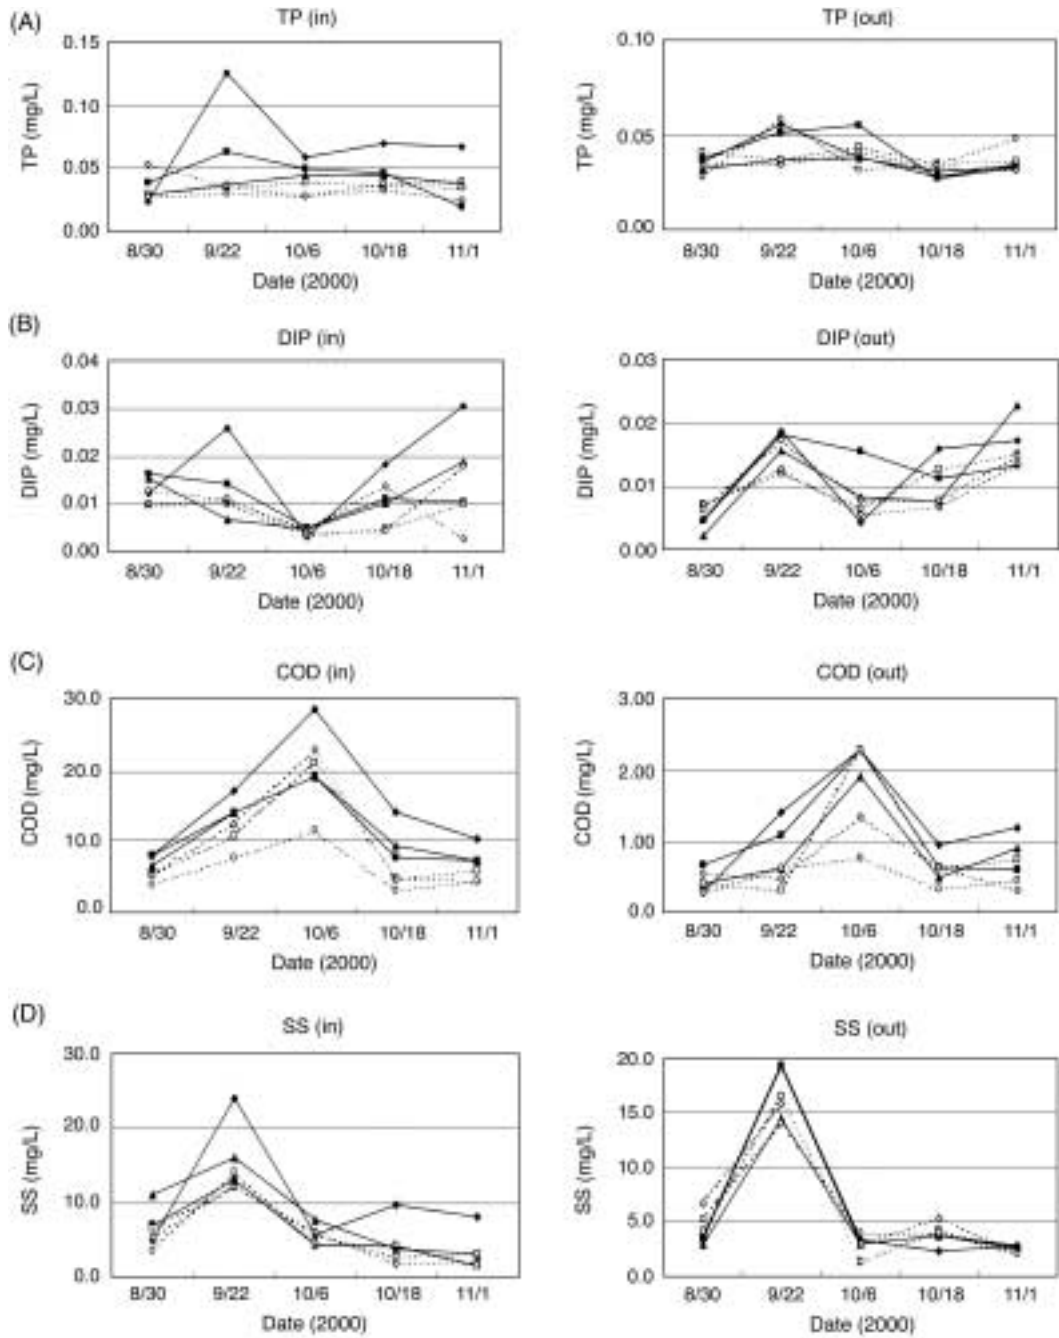 (A)
TP (in)
TP (mg/L)
0.15
0.10
0.05
0.00
8/30 9/22 10/6 10/18 11/1
Date (2000)
TP (out)
TP (mg/L)
0.10
0.05
0.00
8/30 9/22 10/6 10/18 11/1
Date (2000)
(B)
DIP (in)
DIP (mg/L)
0.04
0.03
0.02
0.01
0.00
8/30 9/22 10/6 10/18 11/1
Date (2000)
DIP (out)
DIP (mg/L)
0.03
0.02
0.01
0.00
8/30 9/22 10/6 10/18 11/1
Date (2000)
(C)
COD (in)
COD (mg/L)
30.0
20.0
10.0
0.0
8/30 9/22 10/6 10/18 11/1
Date (2000)
COD (out)
COD (mg/L)
3.00
2.00
1.00
0.0
8/30 9/22 10/6 10/18 11/1
Date (2000)
(D)
SS (in)
SS (mg/L)
30.0
20.0
10.0
0.0
8/30 9/22 10/6 10/18 11/1
Date (2000)
SS (out)
SS (mg/L)
20.0
15.0
10.0
5.0
0.0
8/30 9/22 10/6 10/18 11/1
Date (2000)